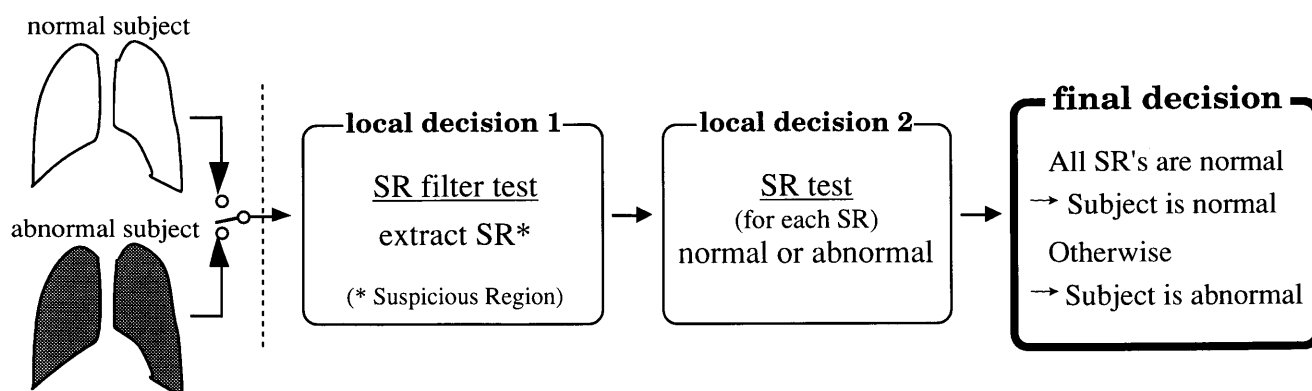 normal subject
abnormal subject
local decision 1
SR filter test
extract SR*
(* Suspicious Region)
local decision 2
SR test
(for each SR)
normal or abnormal
final decision
All SR's are normal
→ Subject is normal
Otherwise
→ Subject is abnormal